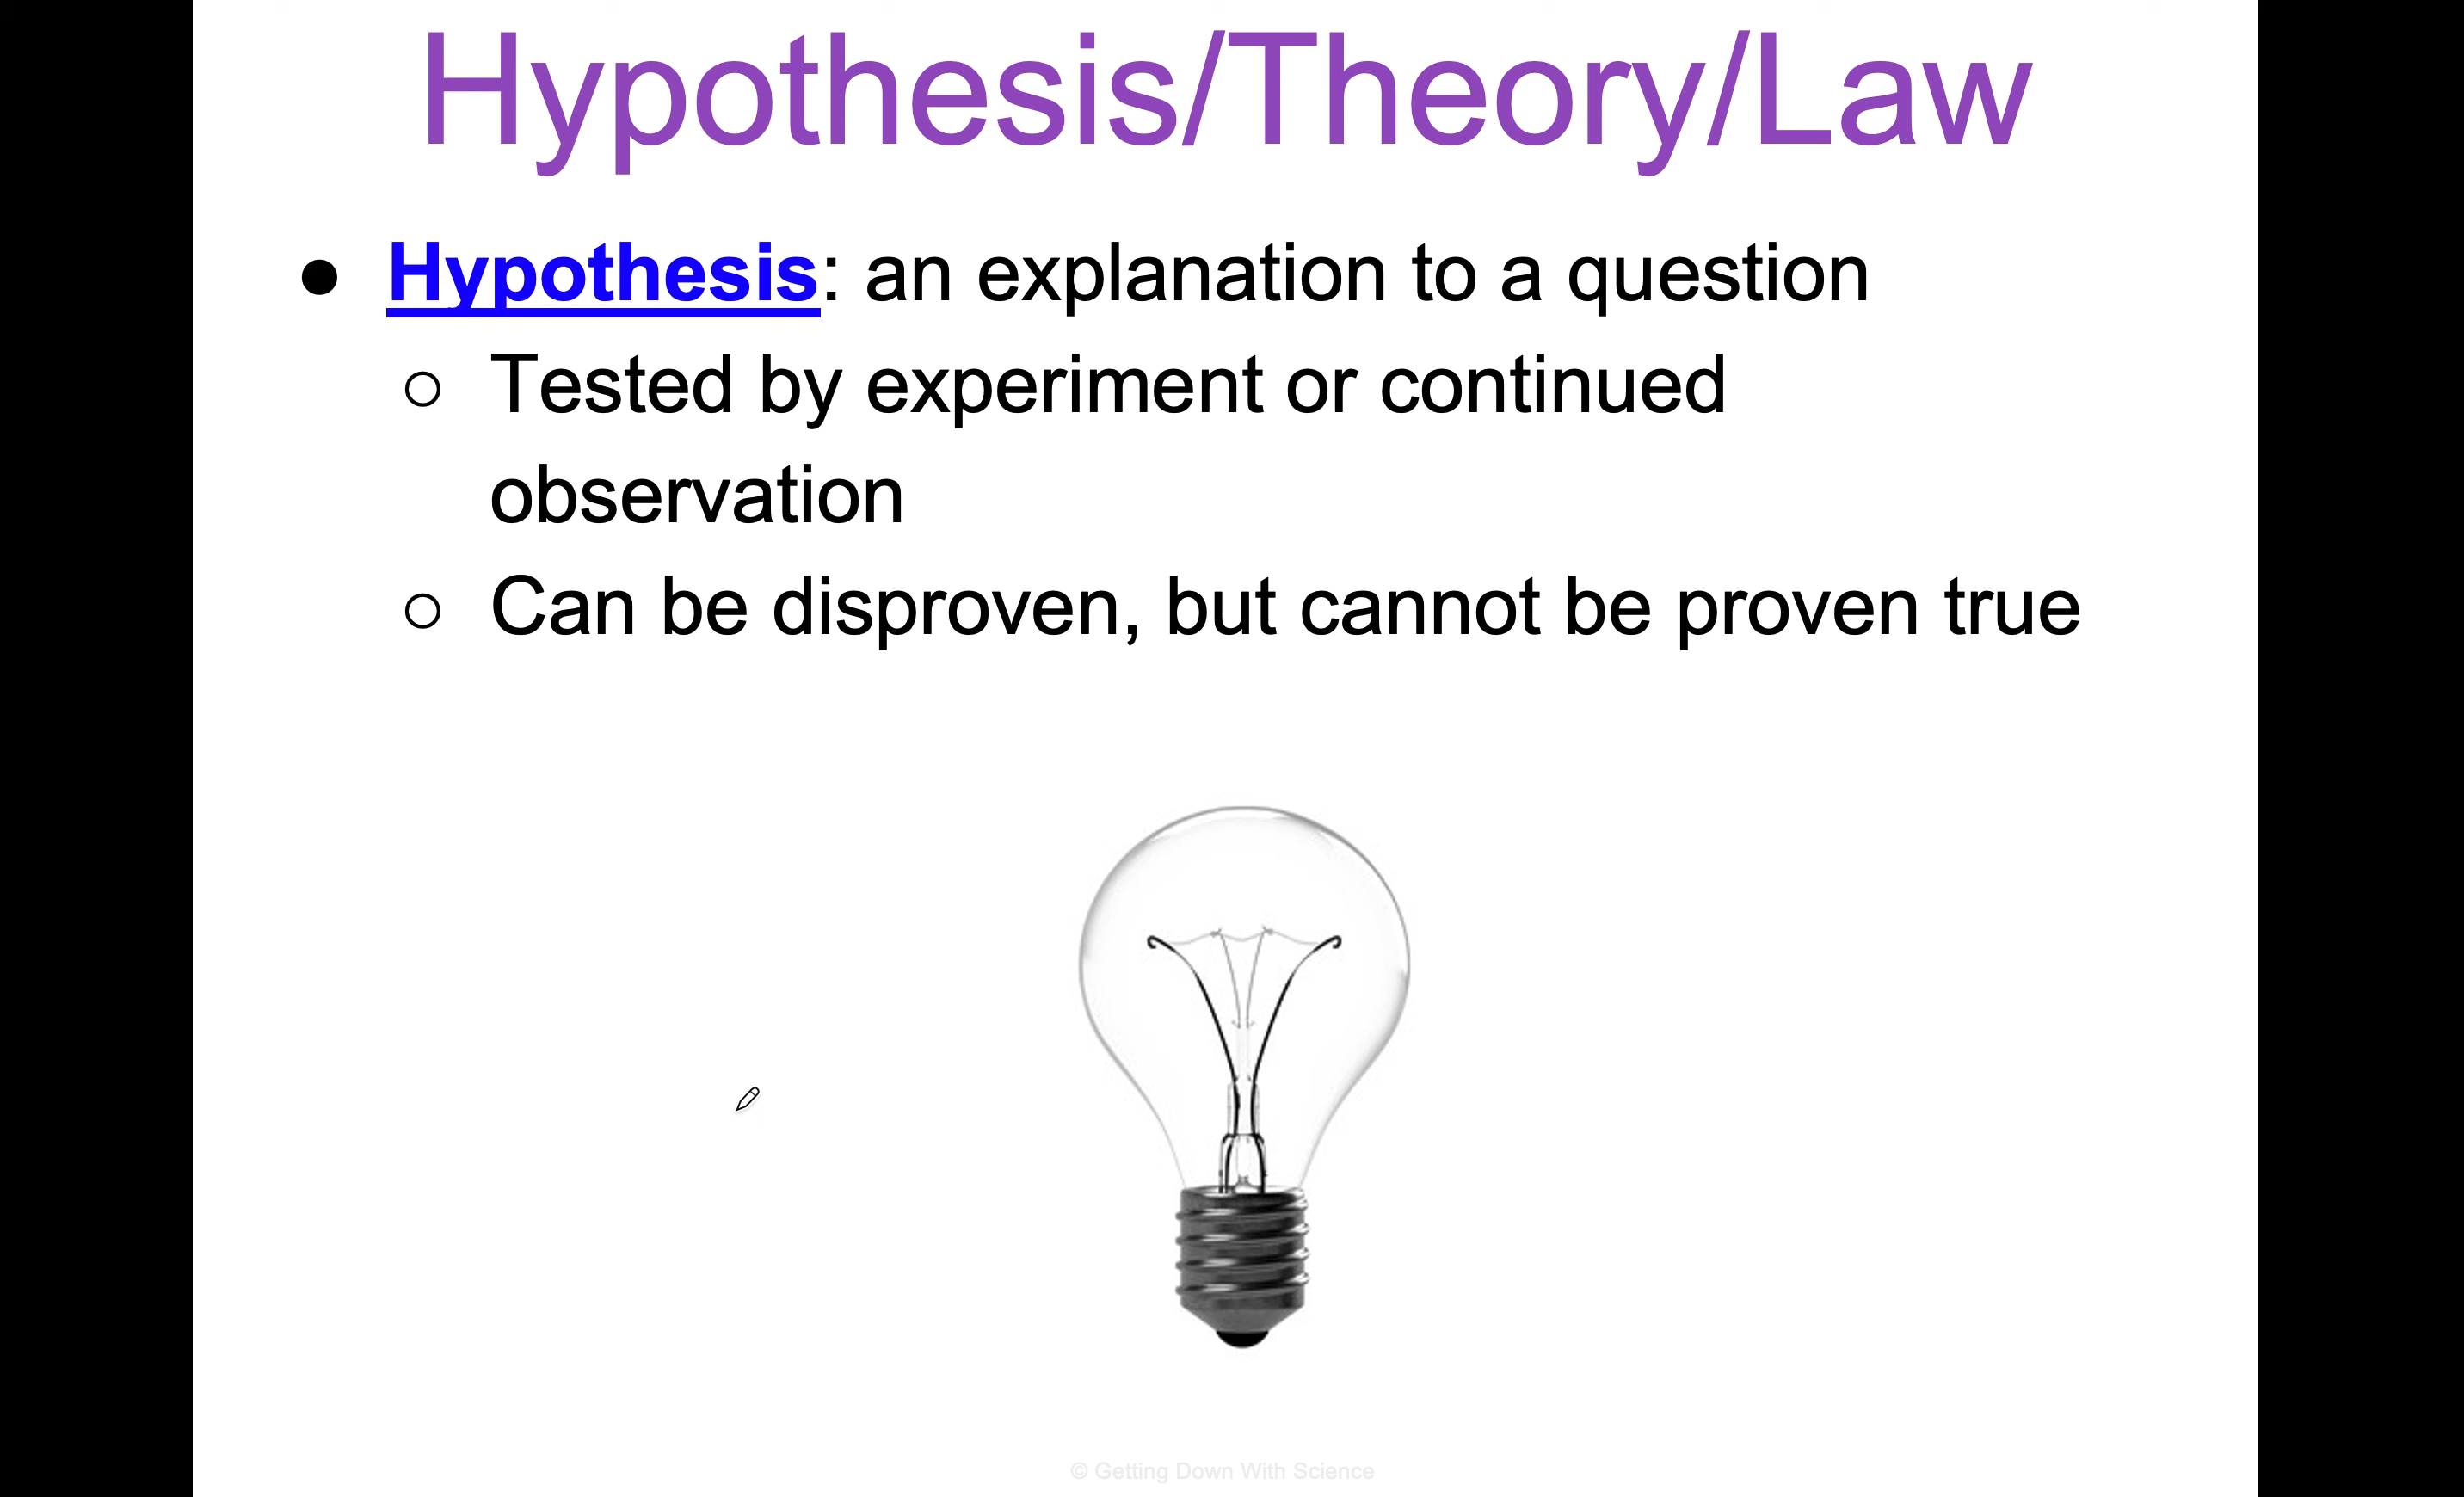 Hypothesis/Theory/Law
● Hypothesis: an explanation to a question
○ Tested by experiment or continued
observation
○ Can be disproven, but cannot be proven true
© Getting Down With Science